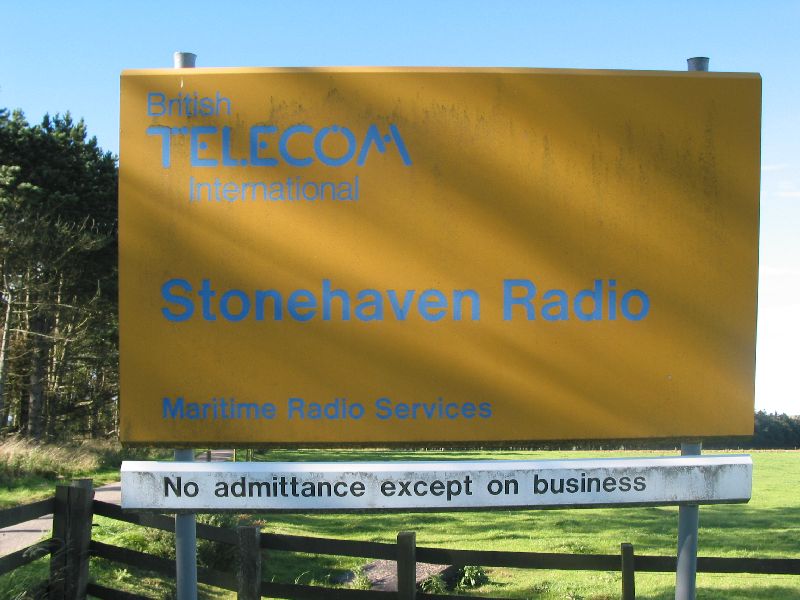 British
TELECOM
International
Stonehaven Radio
Maritime Radio Services
No admittance except on business